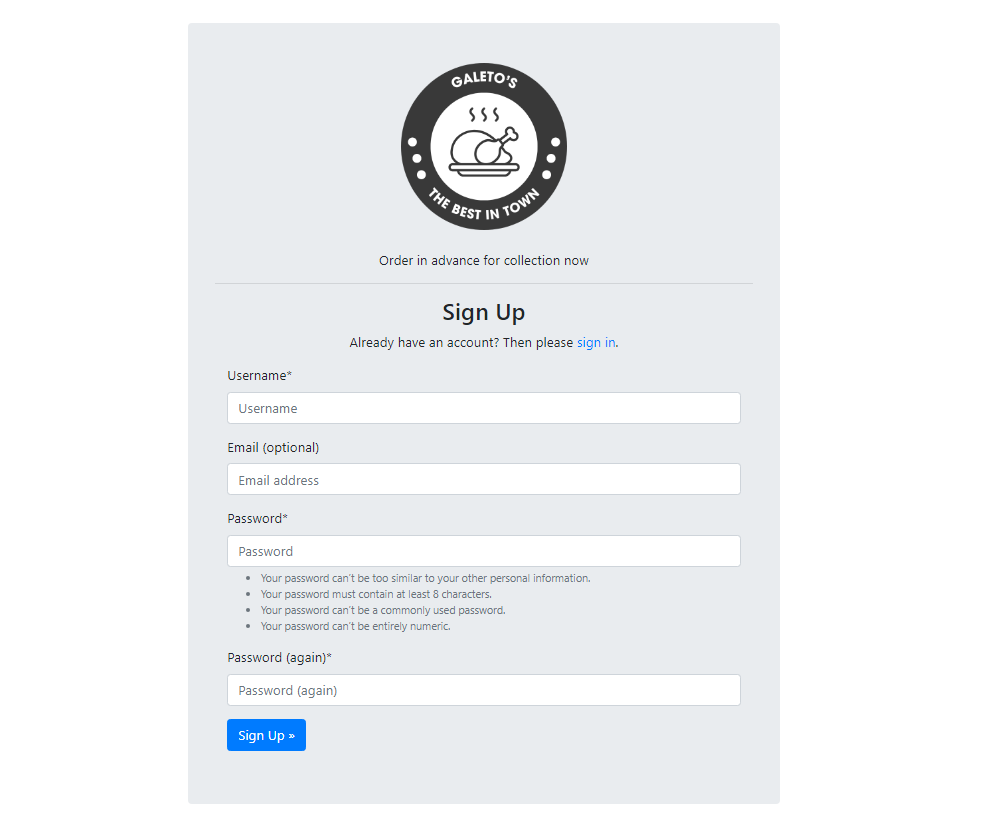 GALETO'S
THE BEST IN TOWN
Order in advance for collection now
Sign Up
Already have an account? Then please sign in.
Username*
Username
Email (optional)
Email address
Password*
Password
• Your password can't be too similar to your other personal information.
• Your password must contain at least 8 characters.
• Your password can't be a commonly used password.
• Your password can't be entirely numeric.
Password (again)*
Password (again)
Sign Up »